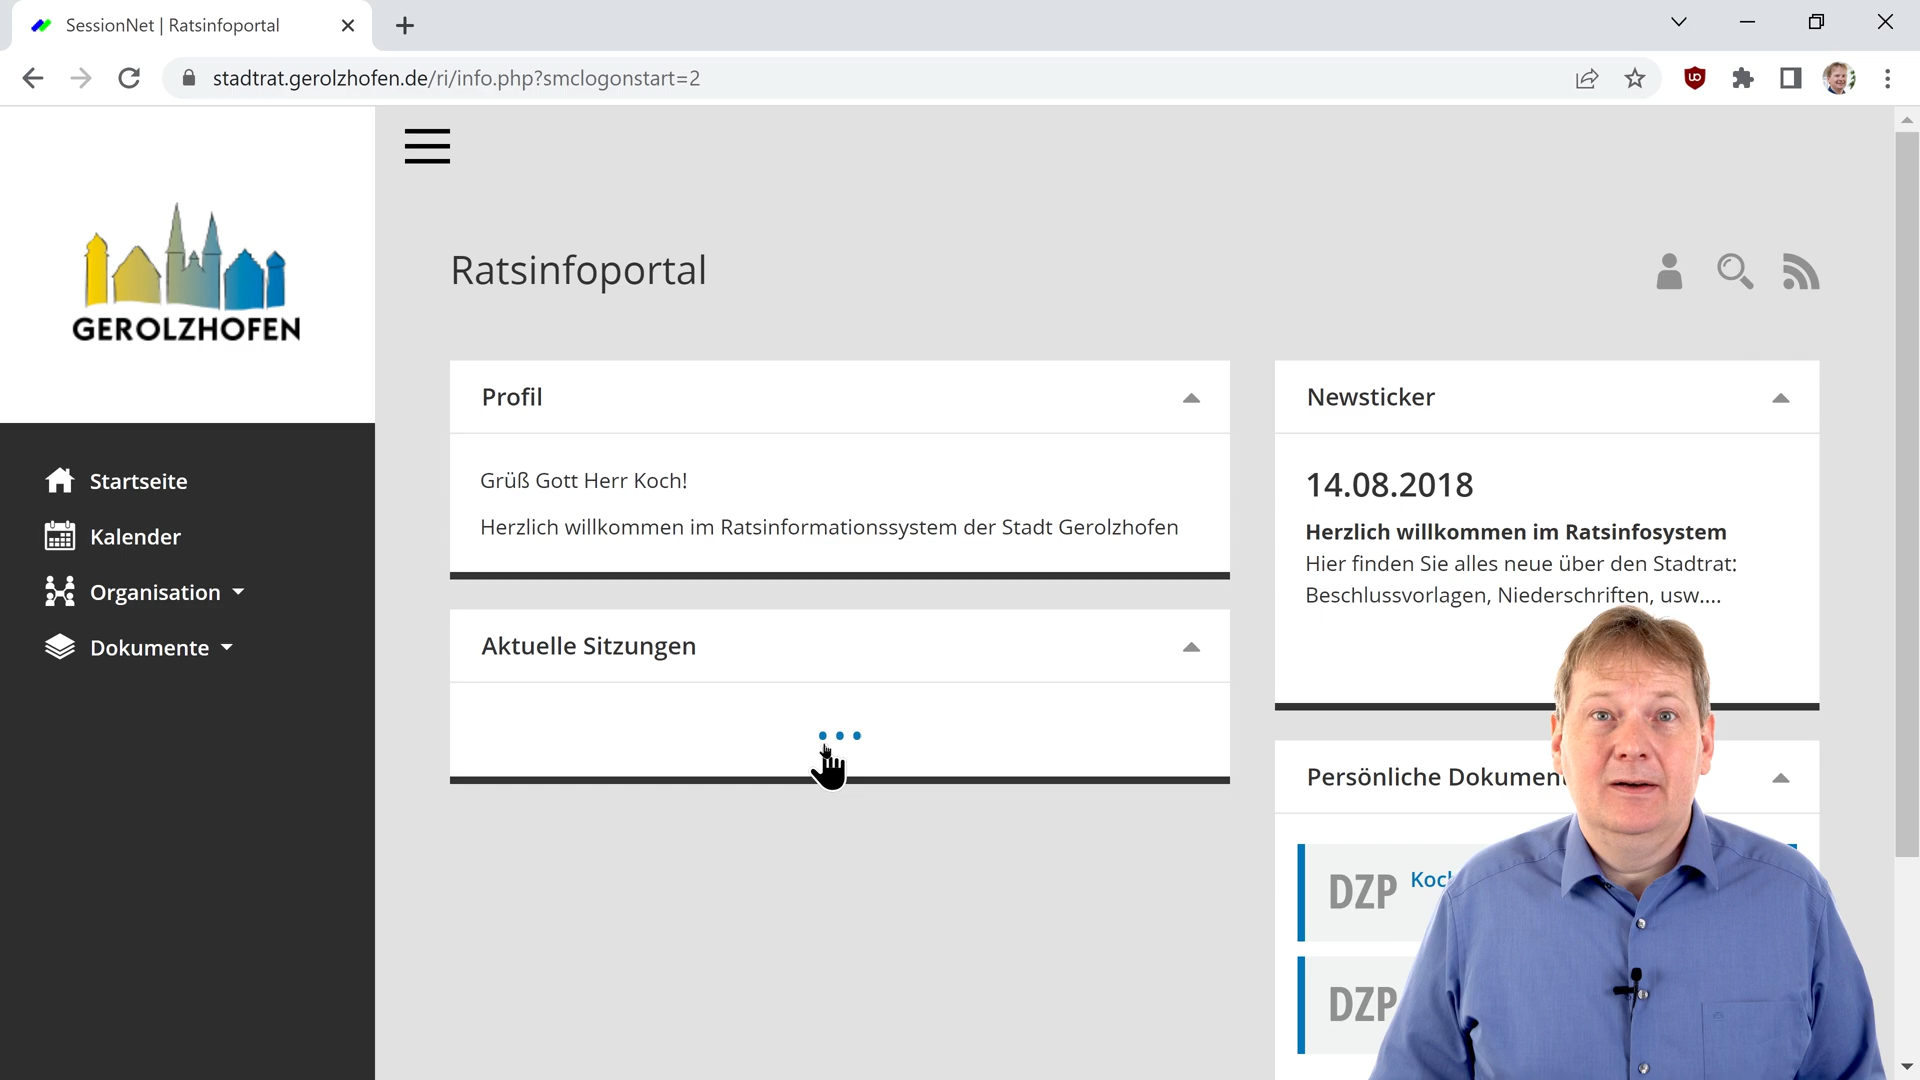 SessionNet | Ratsinfoportal
stadtrat.gerolzhofen.de/ri/info.php?smclogonstart=2
GEROLZHOFEN
Startseite
Kalender
Organisation
Dokumente
Ratsinfoportal
Profil
Grüß Gott Herr Koch!
Herzlich willkommen im Ratsinformationssystem der Stadt Gerolzhofen
Aktuelle Sitzungen
Newsticker
14.08.2018
Herzlich willkommen im Ratsinfosystem
Hier finden Sie alles neue über den Stadtrat:
Beschlussvorlagen, Niederschriften, usw....
Persönliche Dokumen
DZP
DZP